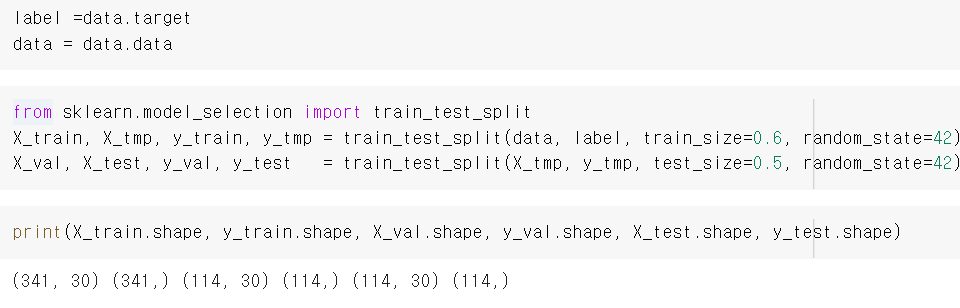 label =data.target
data = data.data
from sklearn.model_selection import train_test_split
X_train, X_tmp, y_train, y_tmp = train_test_split(data, label, train_size=0.6, random_state=42)
X_val, X_test, y_val, y_test   = train_test_split(X_tmp, y_tmp, test_size=0.5, random_state=42)
print(X_train.shape, y_train.shape, X_val.shape, y_val.shape, X_test.shape, y_test.shape)
(341, 30) (341,) (114, 30) (114,) (114, 30) (114,)